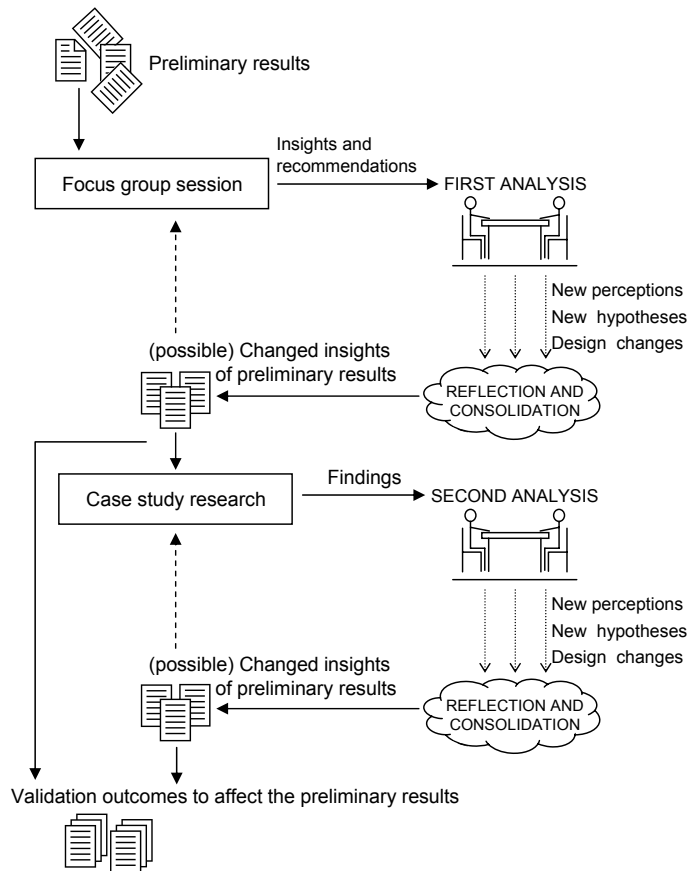 Preliminary results
Insights and
recommendations
Focus group session
FIRST ANALYSIS
New perceptions
New hypotheses
Design changes
(possible) Changed insights
of preliminary results
REFLECTION AND
CONSOLIDATION
Case study research
Findings
SECOND ANALYSIS
New perceptions
New hypotheses
Design changes
(possible) Changed insights
of preliminary results
REFLECTION AND
CONSOLIDATION
Validation outcomes to affect the preliminary results